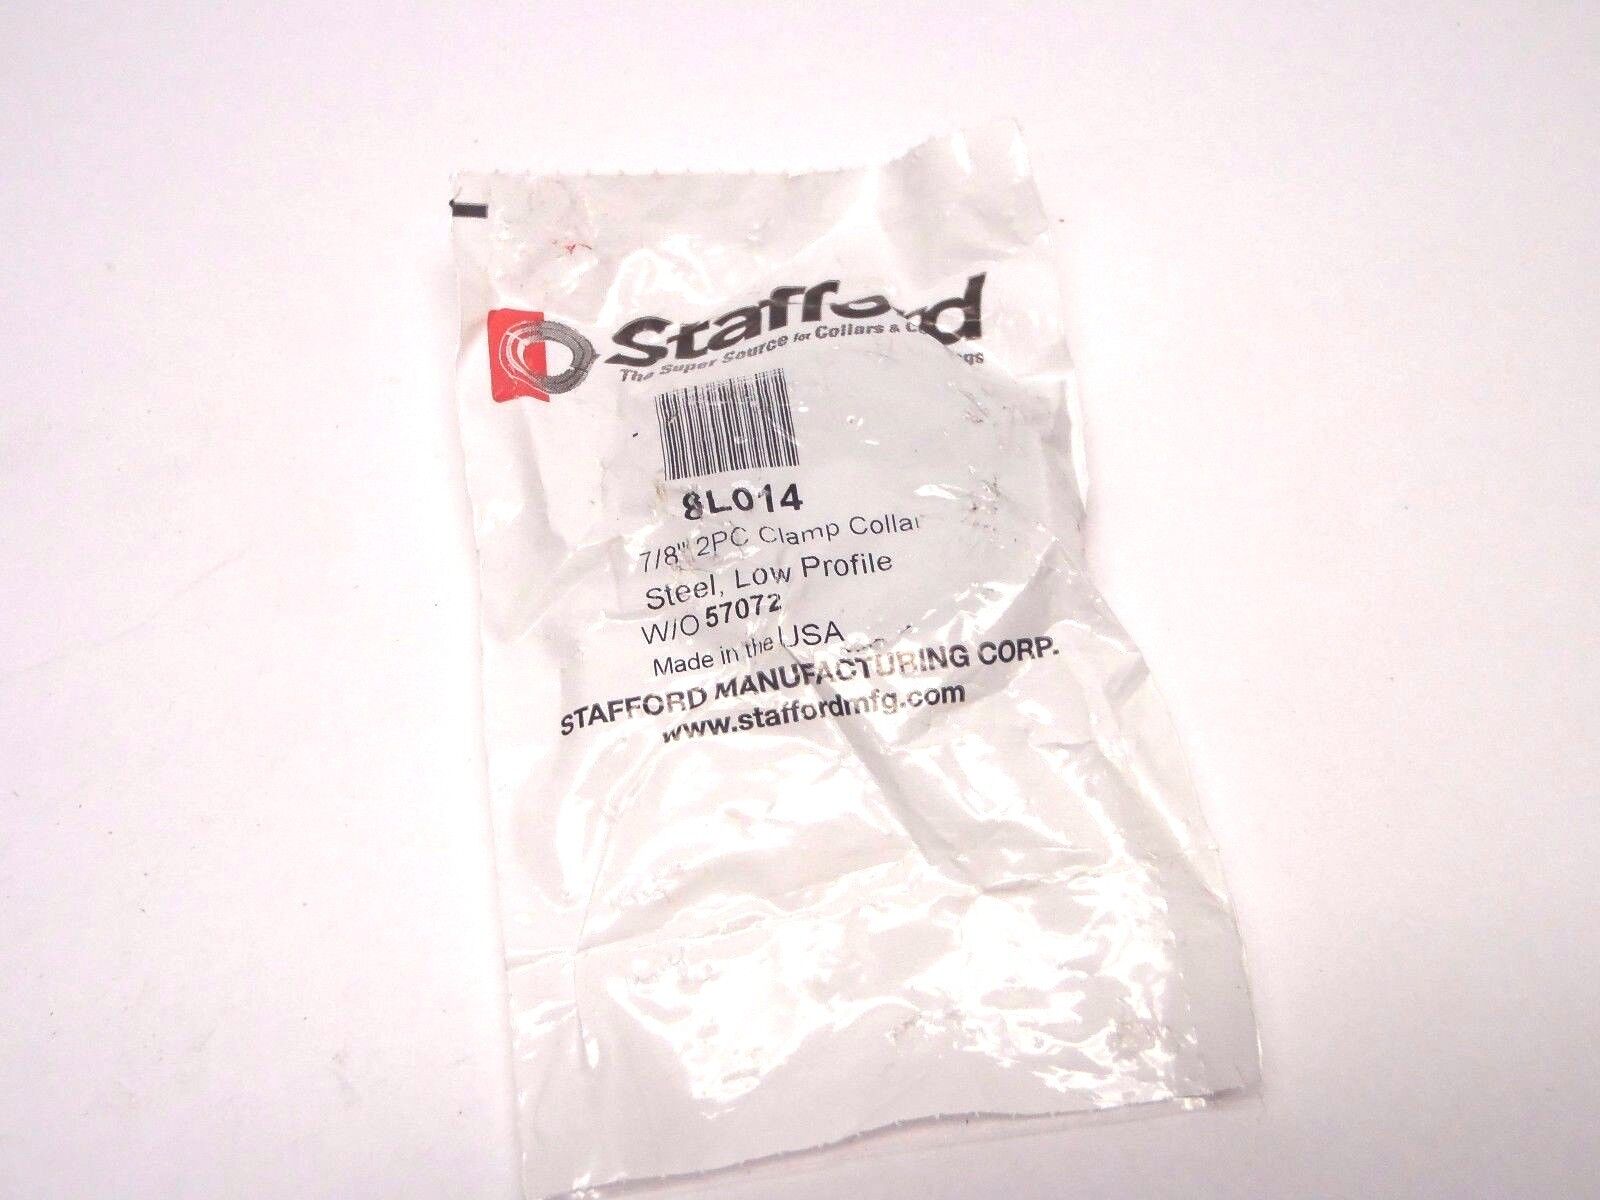 Stafford
The Super Source for Collars &
8L014
7/8" 2PC Clamp Collar
Steel, Low Profile
W/O 57072
Made in the USA
STAFFORD MANUFACTURING CORP.
www.staffordmfg.com